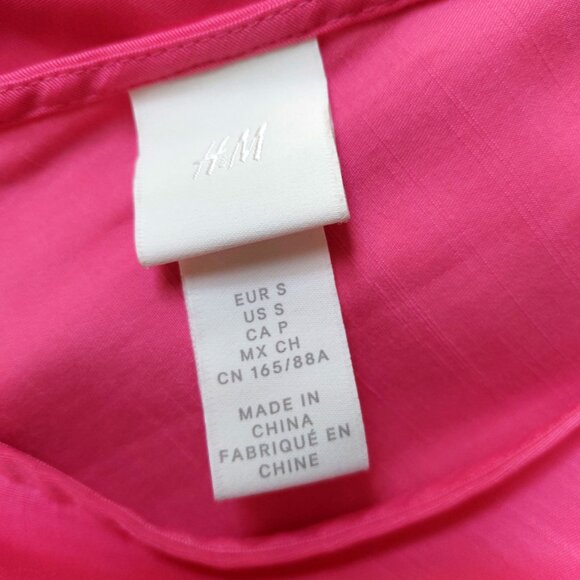 H&M
EUR S
US S
CA P
MX CH
CN 165/88A
MADE IN
CHINA
FABRIQUÉ EN
CHINE